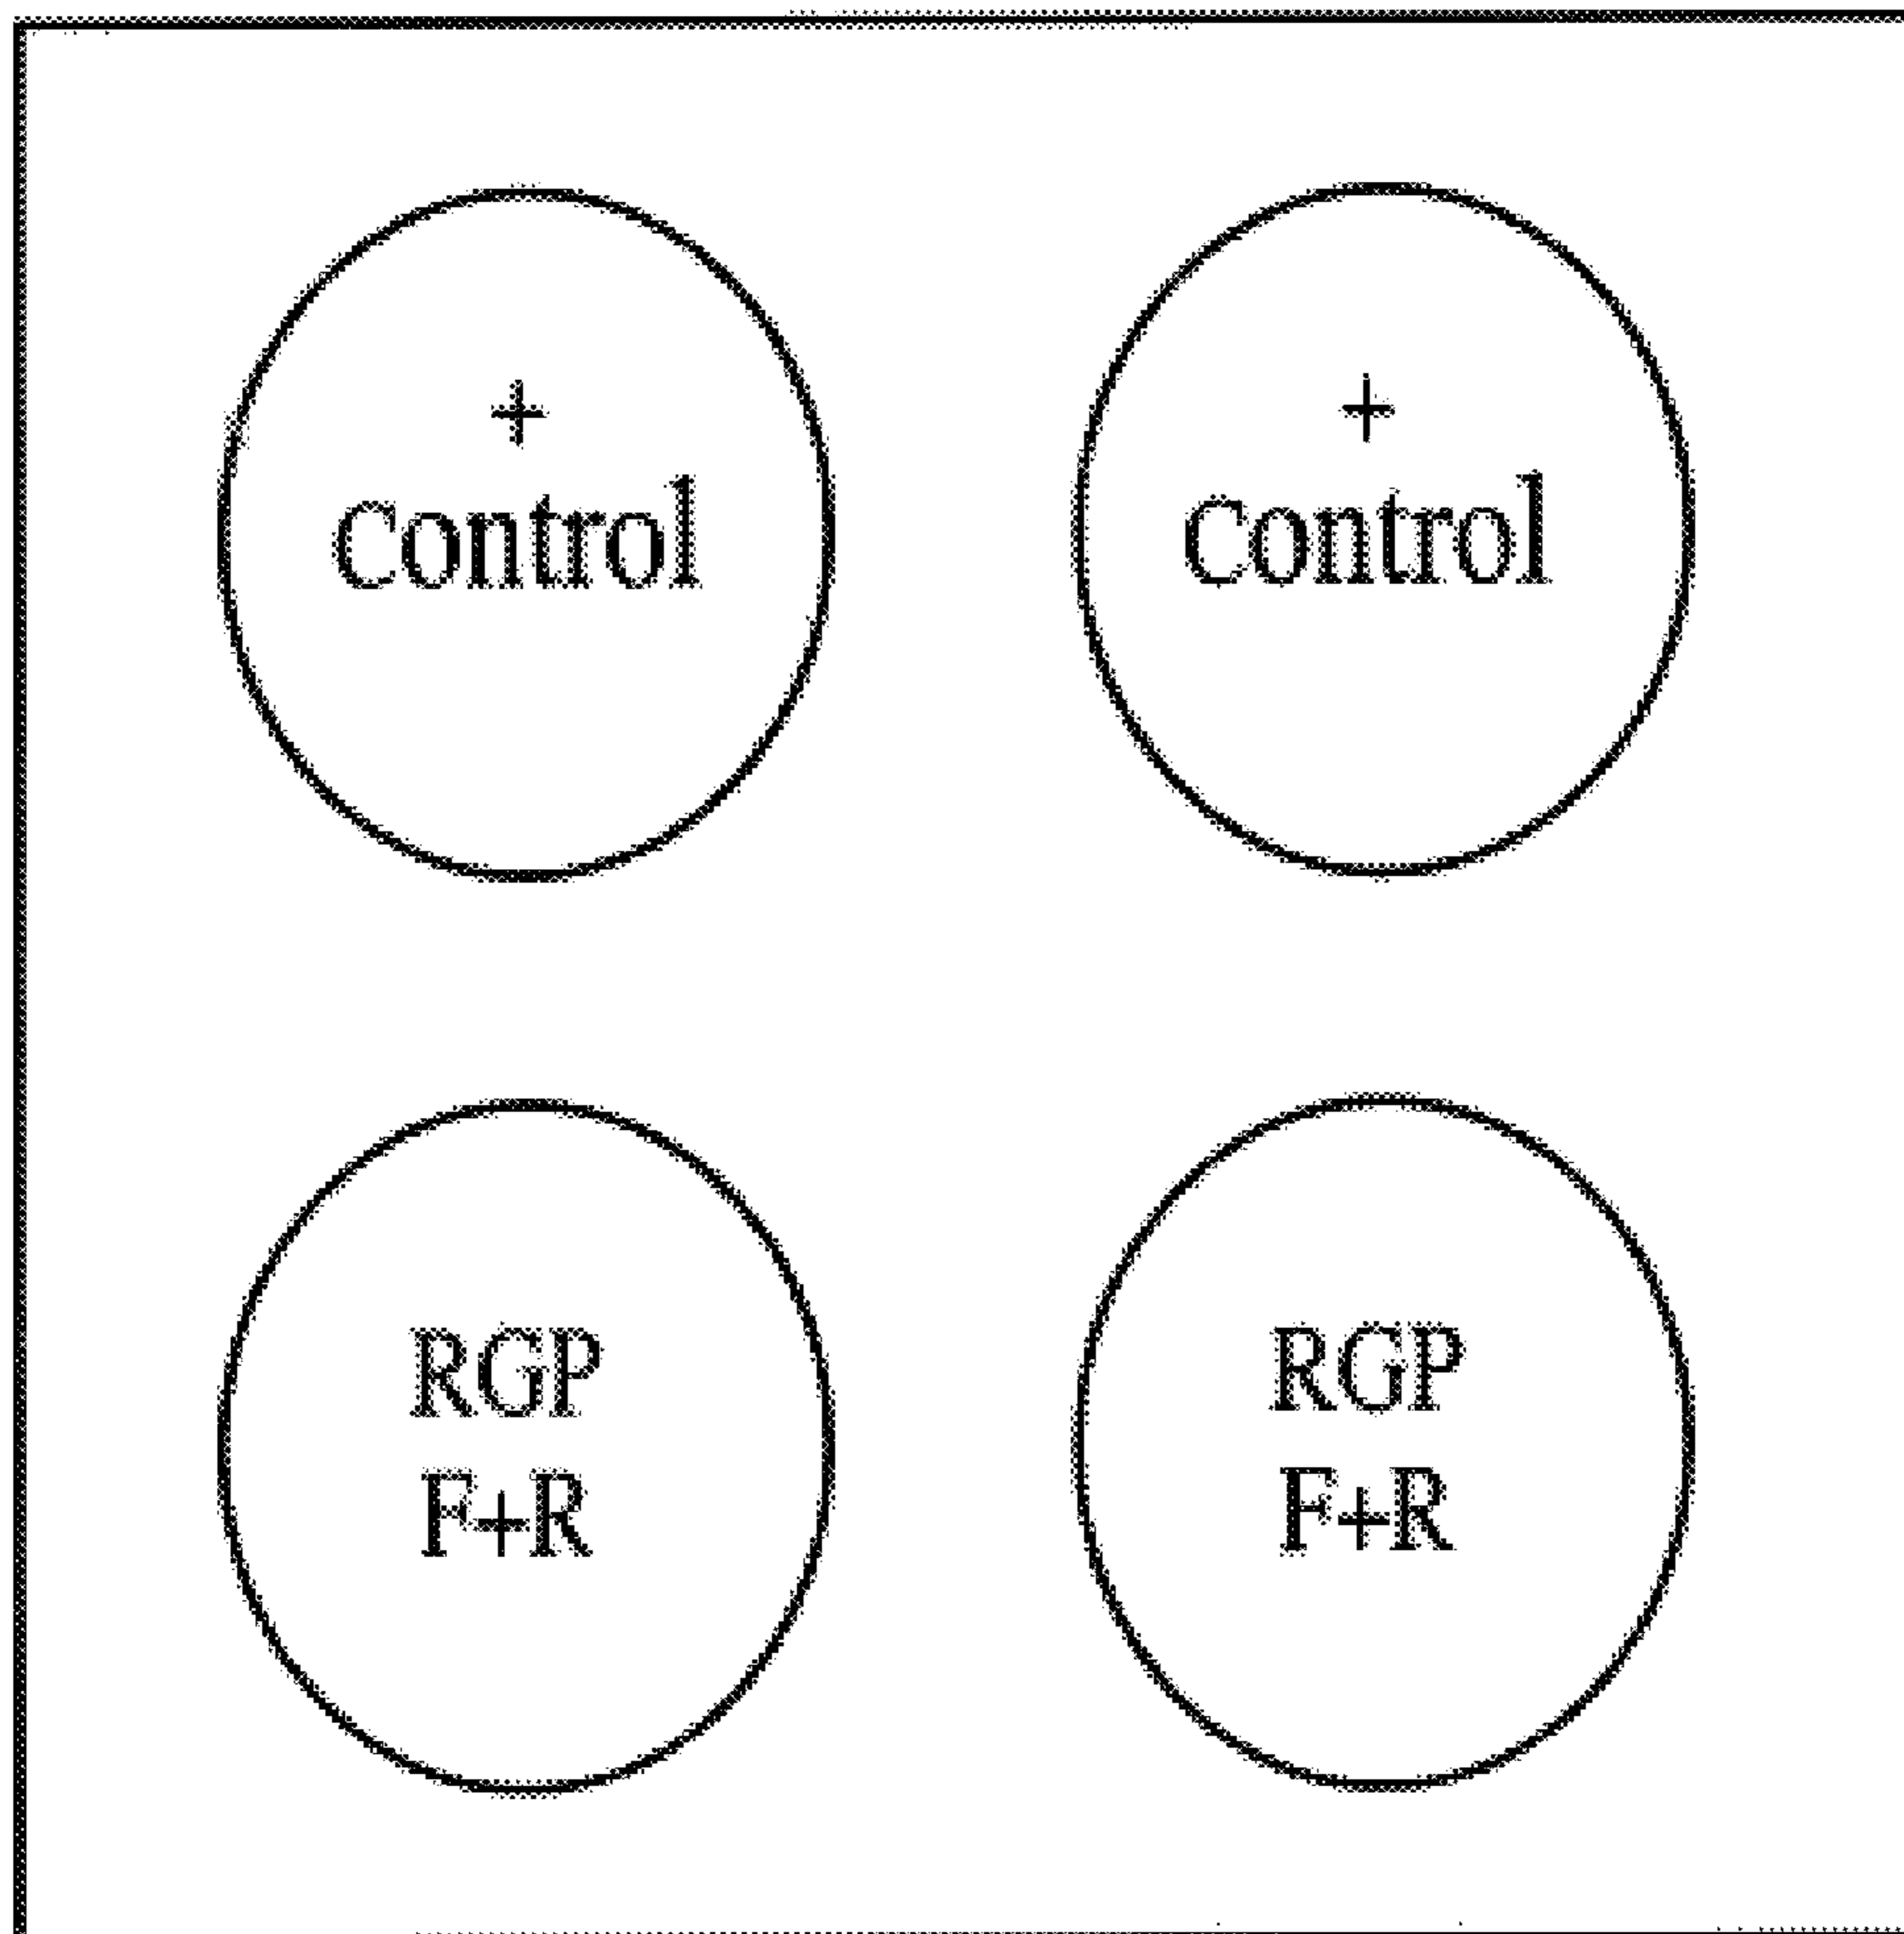 + +
control control
RGP RGP
F+R F+R